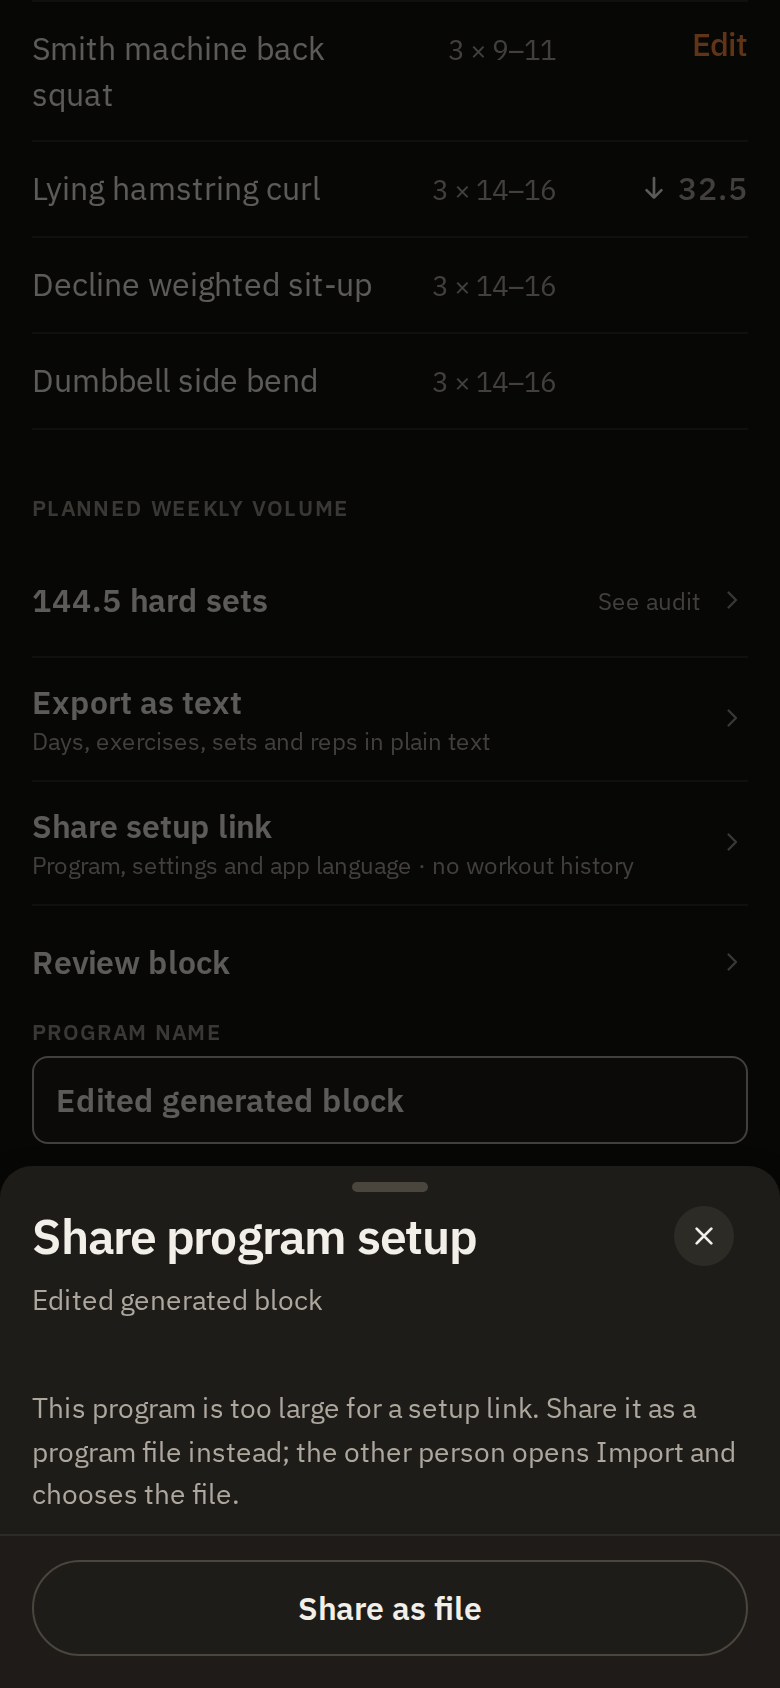 Smith machine back squat 3 × 9–11 Edit
Lying hamstring curl 3 × 14–16 ↓ 32.5
Decline weighted sit-up 3 × 14–16
Dumbbell side bend 3 × 14–16
PLANNED WEEKLY VOLUME
144.5 hard sets See audit
Export as text
Days, exercises, sets and reps in plain text
Share setup link
Program, settings and app language · no workout history
Review block
PROGRAM NAME
Edited generated block
Share program setup
Edited generated block
This program is too large for a setup link. Share it as a
program file instead; the other person opens Import and
chooses the file.
Share as file